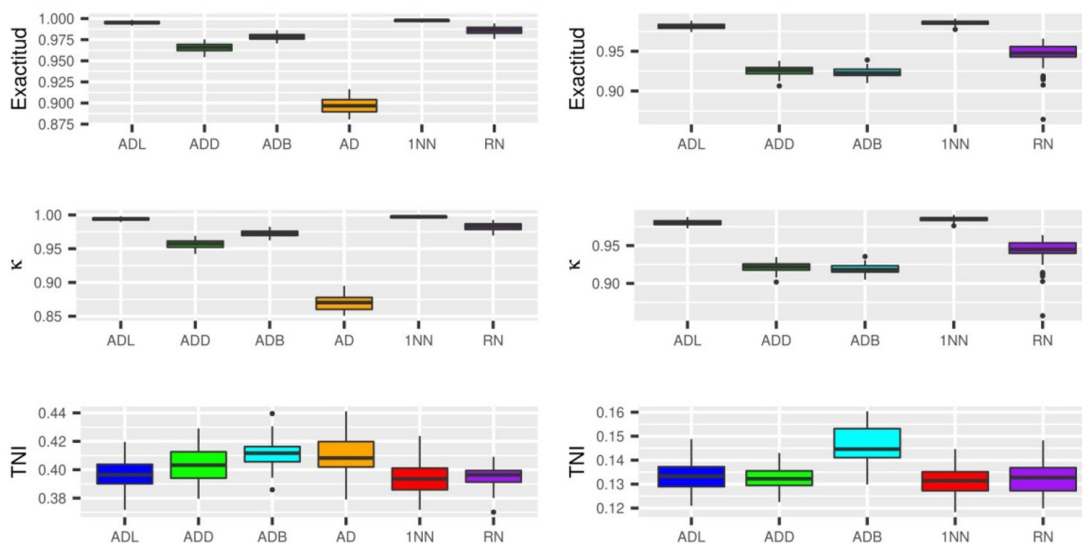 Exactitud
1.000
0.975
0.950
0.925
0.900
0.875
ADL ADD ADB AD 1NN RN
Exactitud
0.95
0.90
ADL ADD ADB 1NN RN
κ
1.00
0.95
0.90
0.85
ADL ADD ADB AD 1NN RN
κ
0.95
0.90
ADL ADD ADB 1NN RN
TNI
0.44
0.42
0.40
0.38
ADL ADD ADB AD 1NN RN
TNI
0.16
0.15
0.14
0.13
0.12
ADL ADD ADB 1NN RN